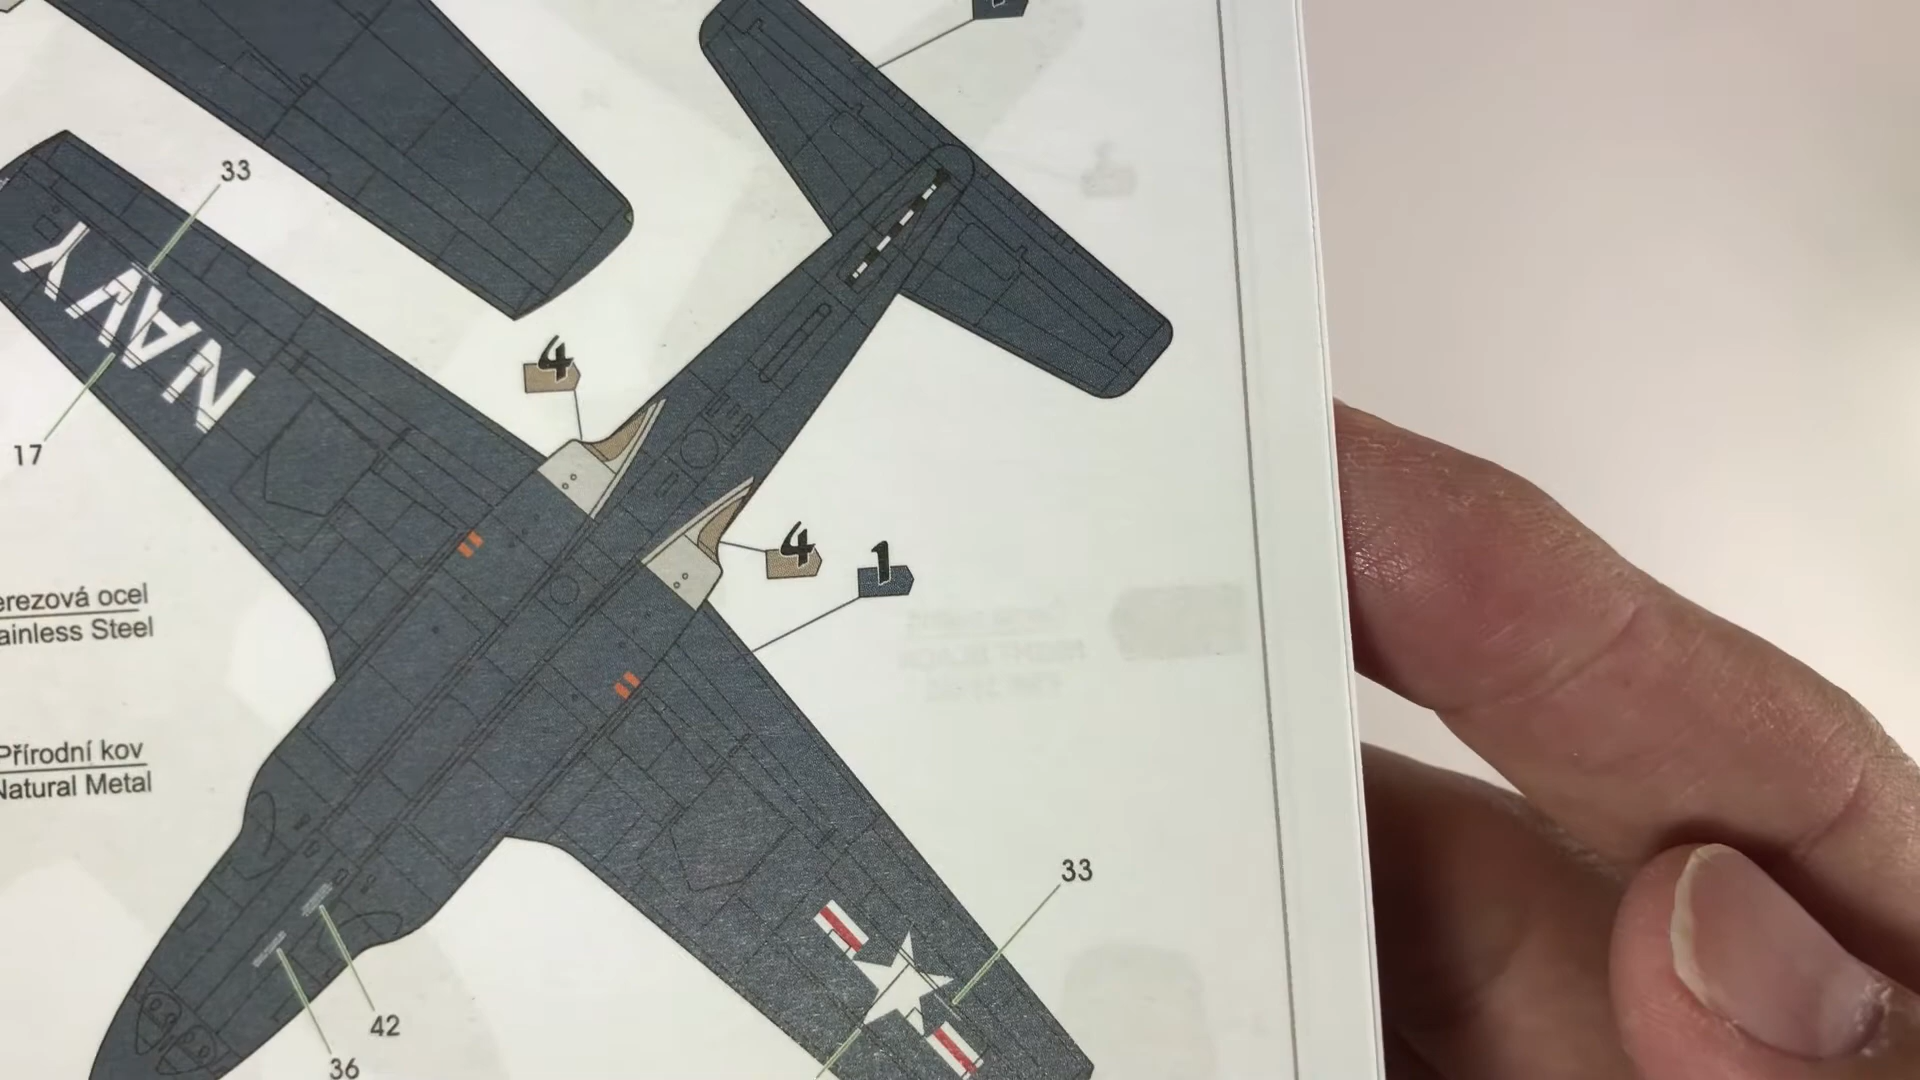 33
NAVY
17
4
4
1
erezová ocel
ainless Steel
Přírodní kov
Natural Metal
33
42
36